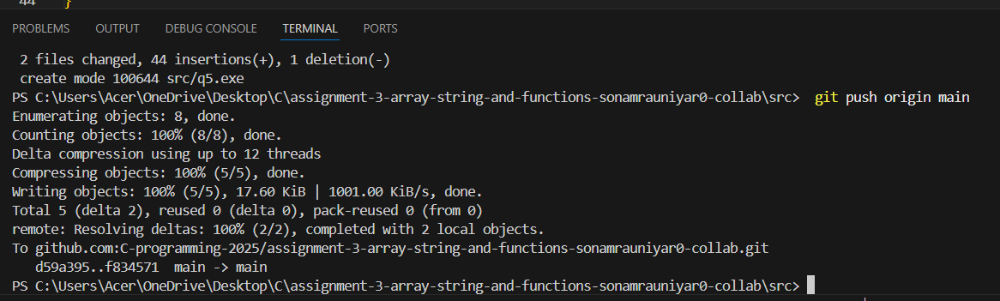 44 }
PROBLEMS OUTPUT DEBUG CONSOLE TERMINAL PORTS
2 files changed, 44 insertions(+), 1 deletion(-)
create mode 100644 src/q5.exe
PS C:\Users\Acer\OneDrive\Desktop\C\assignment-3-array-string-and-functions-sonamrauniyar0-collab\src> git push origin main
Enumerating objects: 8, done.
Counting objects: 100% (8/8), done.
Delta compression using up to 12 threads
Compressing objects: 100% (5/5), done.
Writing objects: 100% (5/5), 17.60 KiB | 1001.00 KiB/s, done.
Total 5 (delta 2), reused 0 (delta 0), pack-reused 0 (from 0)
remote: Resolving deltas: 100% (2/2), completed with 2 local objects.
To github.com:C-programming-2025/assignment-3-array-string-and-functions-sonamrauniyar0-collab.git
d59a395..f834571 main -> main
PS C:\Users\Acer\OneDrive\Desktop\C\assignment-3-array-string-and-functions-sonamrauniyar0-collab\src>